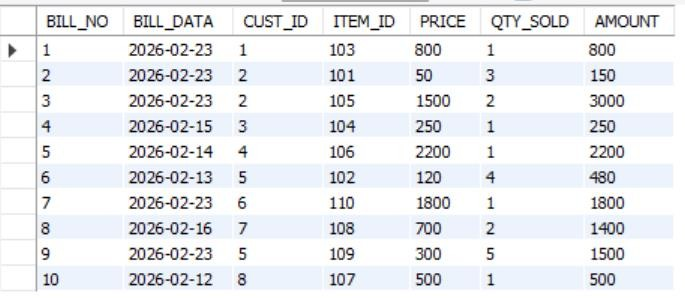 BILL_NO BILL_DATA CUST_ID ITEM_ID PRICE QTY_SOLD AMOUNT
1 2026-02-23 1 103 800 1 800
2 2026-02-23 2 101 50 3 150
3 2026-02-23 2 105 1500 2 3000
4 2026-02-15 3 104 250 1 250
5 2026-02-14 4 106 2200 1 2200
6 2026-02-13 5 102 120 4 480
7 2026-02-23 6 110 1800 1 1800
8 2026-02-16 7 108 700 2 1400
9 2026-02-23 5 109 300 5 1500
10 2026-02-12 8 107 500 1 500